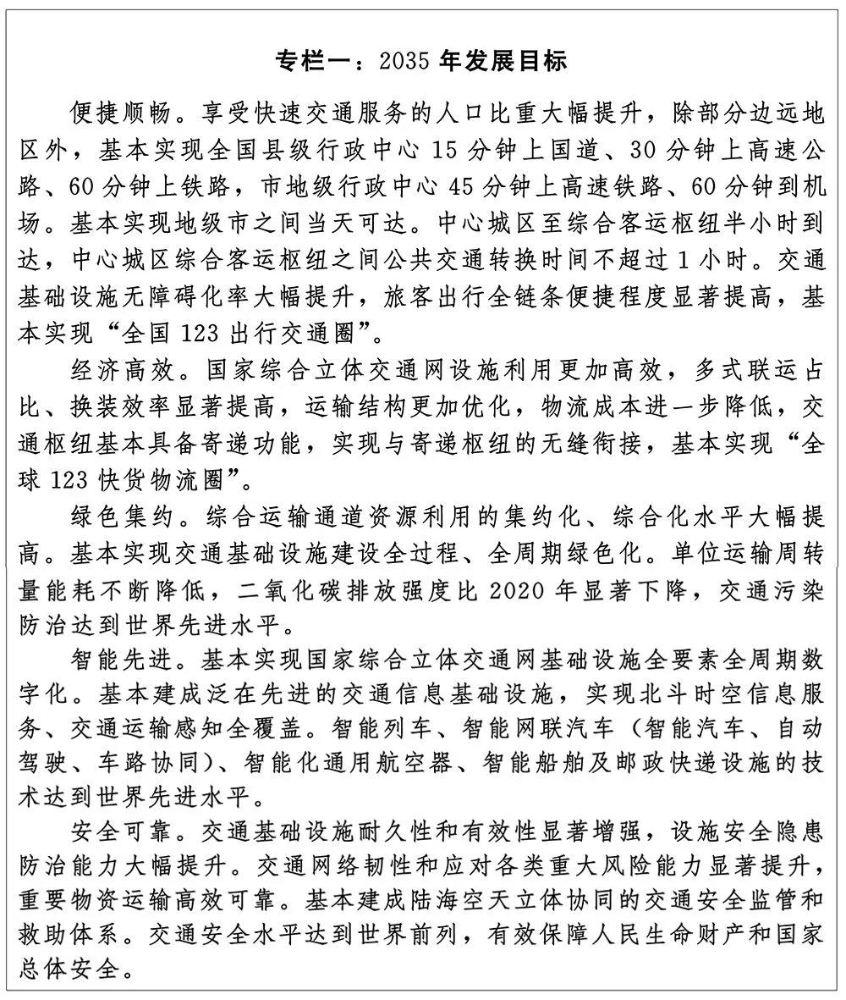 专栏一：2035 年发展目标
便捷顺畅。享受快速交通服务的人口比重大幅提升，除部分边远地
区外，基本实现全国县级行政中心 15 分钟上国道、30 分钟上高速公
路、60 分钟上铁路，市地级行政中心 45 分钟上高速铁路、60 分钟到机
场。基本实现地级市之间当天可达。中心城区至综合客运枢纽半小时到
达，中心城区综合客运枢纽之间公共交通转换时间不超过 1 小时。交通
基础设施无障碍化率大幅提升，旅客出行全链条便捷程度显著提高，基
本实现“全国 123 出行交通圈”。
经济高效。国家综合立体交通网设施利用更加高效，多式联运占
比、换装效率显著提高，运输结构更加优化，物流成本进一步降低，交
通枢纽基本具备寄递功能，实现与寄递枢纽的无缝衔接，基本实现“全
球 123 快货物流圈”。
绿色集约。综合运输通道资源利用的集约化、综合化水平大幅提
高。基本实现交通基础设施建设全过程、全周期绿色化。单位运输周转
量能耗不断降低，二氧化碳排放强度比 2020 年显著下降，交通污染
防治达到世界先进水平。
智能先进。基本实现国家综合立体交通网基础设施全要素全周期数
字化。基本建成泛在先进的交通信息基础设施，实现北斗时空信息服
务、交通运输感知全覆盖。智能列车、智能网联汽车（智能汽车、自动
驾驶、车路协同）、智能化通用航空器、智能船舶及邮政快递设施的技
术达到世界先进水平。
安全可靠。交通基础设施耐久性和有效性显著增强，设施安全隐患
防治能力大幅提升。交通网络韧性和应对各类重大风险能力显著提升，
重要物资运输高效可靠。基本建成陆海空天立体协同的交通安全监管和
救助体系。交通安全水平达到世界前列，有效保障人民生命财产和国家
总体安全。